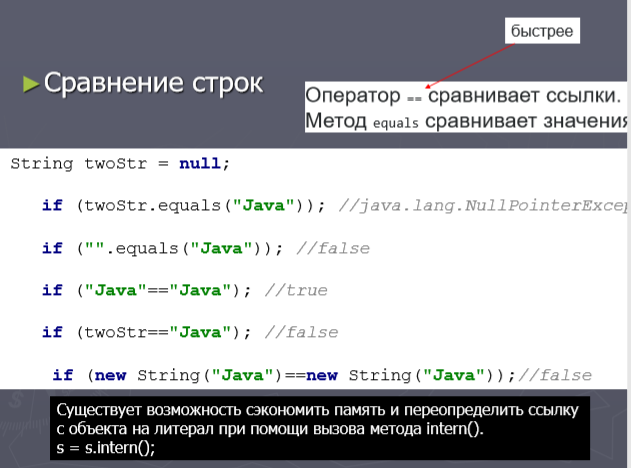 быстрее
Сравнение строк
Оператор == сравнивает ссылки.
Метод equals сравнивает значения
String twoStr = null;
if (twoStr.equals("Java")); //java.lang.NullPointerExcep
if ("".equals("Java")); //false
if ("Java"=="Java"); //true
if (twoStr=="Java"); //false
if (new String("Java")==new String("Java"));//false
Существует возможность сэкономить память и переопределить ссылку
с объекта на литерал при помощи вызова метода intern().
s = s.intern();